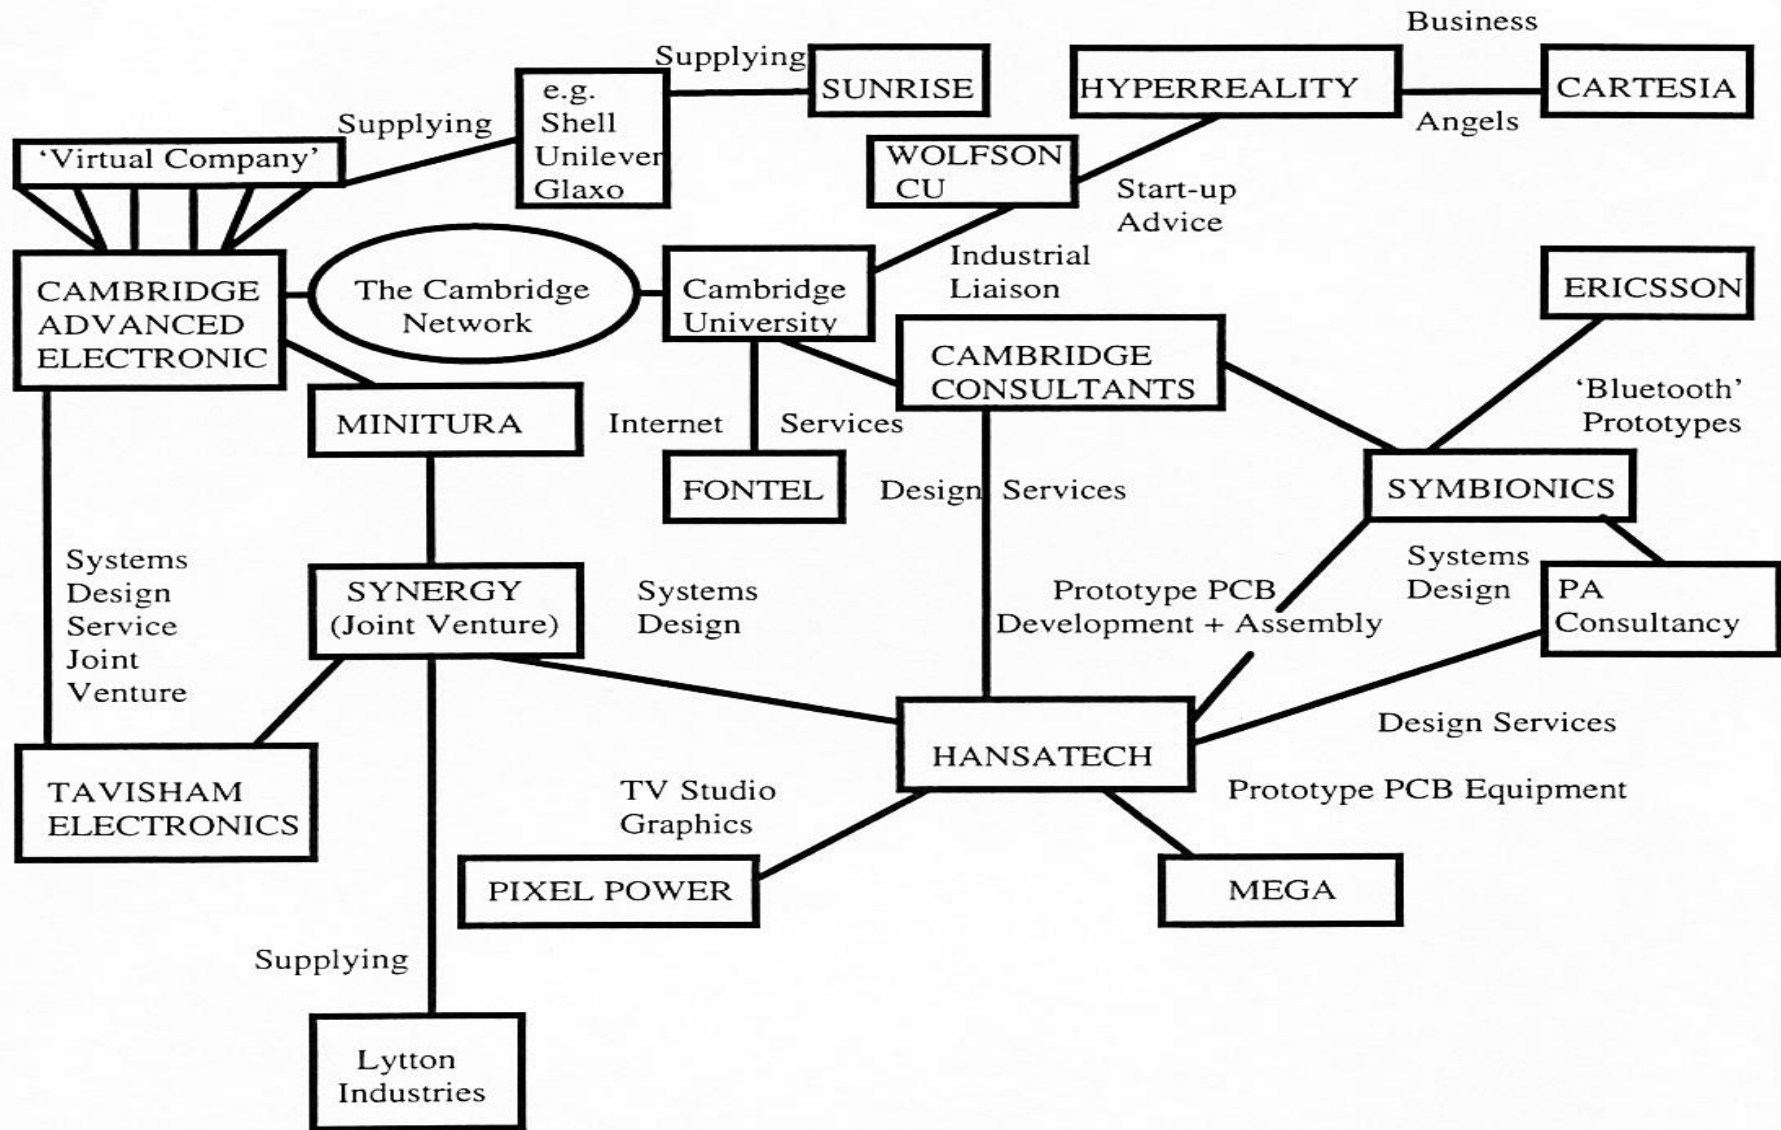 Business
Supplying
SUNRISE
HYPERREALITY
CARTESIA
Angels
e.g.
Shell
Unilever
Glaxo
Supplying
'Virtual Company'
WOLFSON
CU
Start-up
Advice
Industrial
Liaison
CAMBRIDGE
ADVANCED
ELECTRONIC
The Cambridge
Network
Cambridge
University
ERICSSON
CAMBRIDGE
CONSULTANTS
'Bluetooth'
Prototypes
MINITURA
Internet Services
FONTEL
Design Services
SYMBIONICS
Systems
Design
Service
Joint
Venture
SYNERGY
(Joint Venture)
Systems
Design
Prototype PCB
Development + Assembly
Systems
Design
PA
Consultancy
Design Services
HANSATECH
TAVISHAM
ELECTRONICS
TV Studio
Graphics
Prototype PCB Equipment
PIXEL POWER
MEGA
Supplying
Lytton
Industries